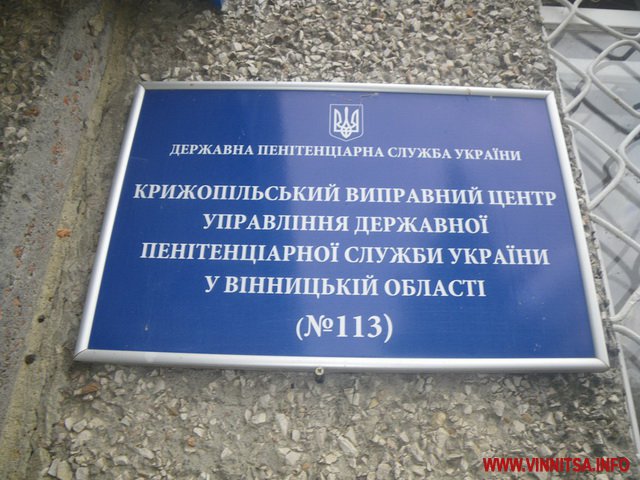 ДЕРЖАВНА ПЕНІТЕНЦІАРНА СЛУЖБА УКРАЇНИ
КРИЖОПІЛЬСЬКИЙ ВИПРАВНИЙ ЦЕНТР
УПРАВЛІННЯ ДЕРЖАВНОЇ
ПЕНІТЕНЦІАРНОЇ СЛУЖБИ УКРАЇНИ
У ВІННИЦЬКІЙ ОБЛАСТІ
(№113)
WWW.VINNITSA.INFO